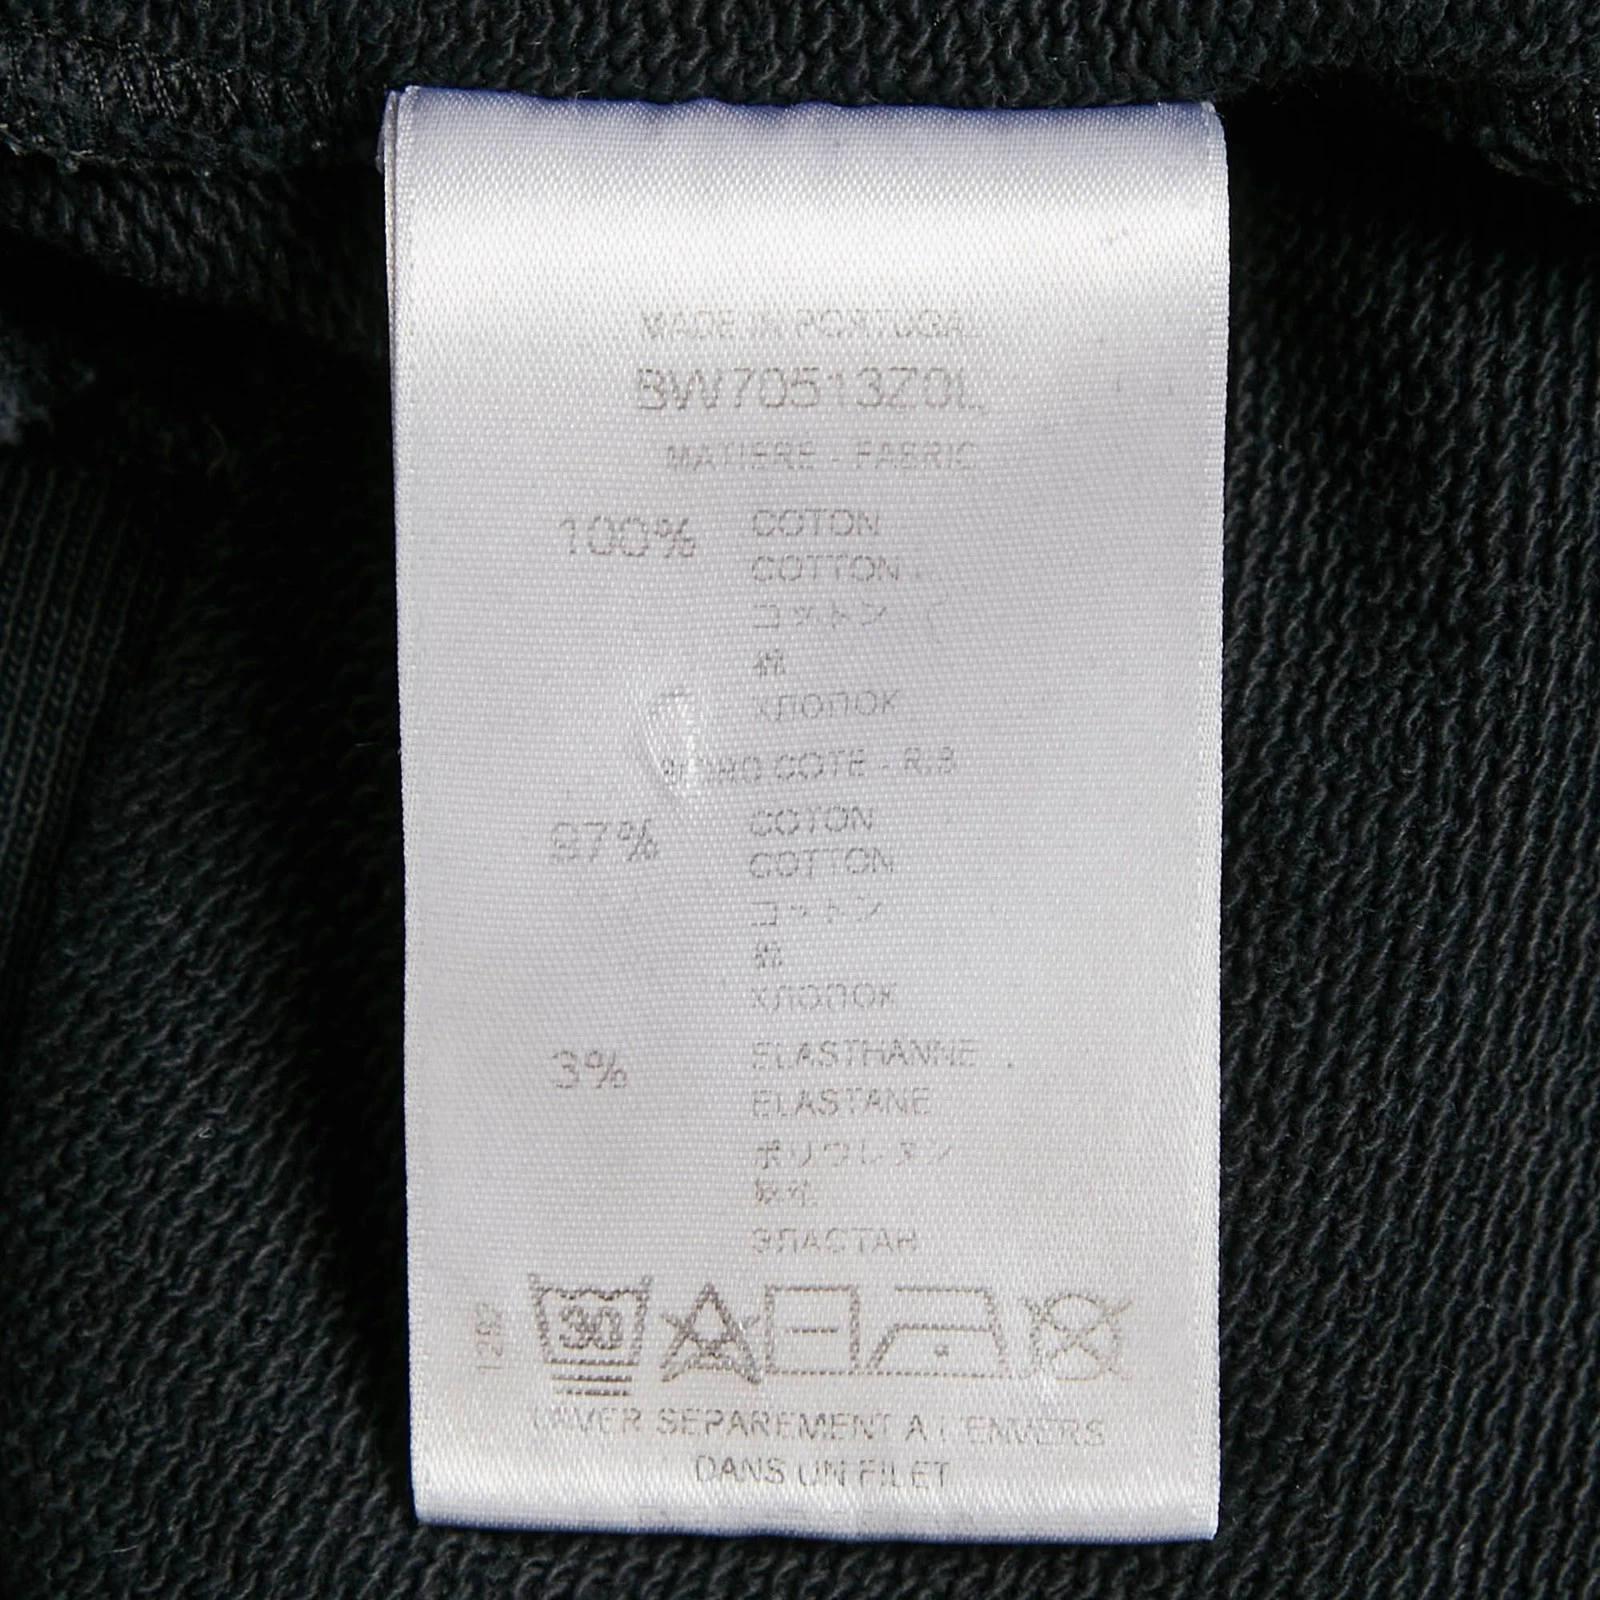 MADE IN PORTUGAL
BW70513Z0L
MATIERE - FABRIC
100% COTON
COTTON
コットン
棉
ХЛОПОК
BORD COTE - RIB
97% COTON
COTTON
コットン
棉
ХЛОПОК
3% ELASTHANNE
ELASTANE
ポリウレタン
ЭЛАСТАН
1292
30
LAVER SEPAREMENT A L'ENVERS
DANS UN FILET